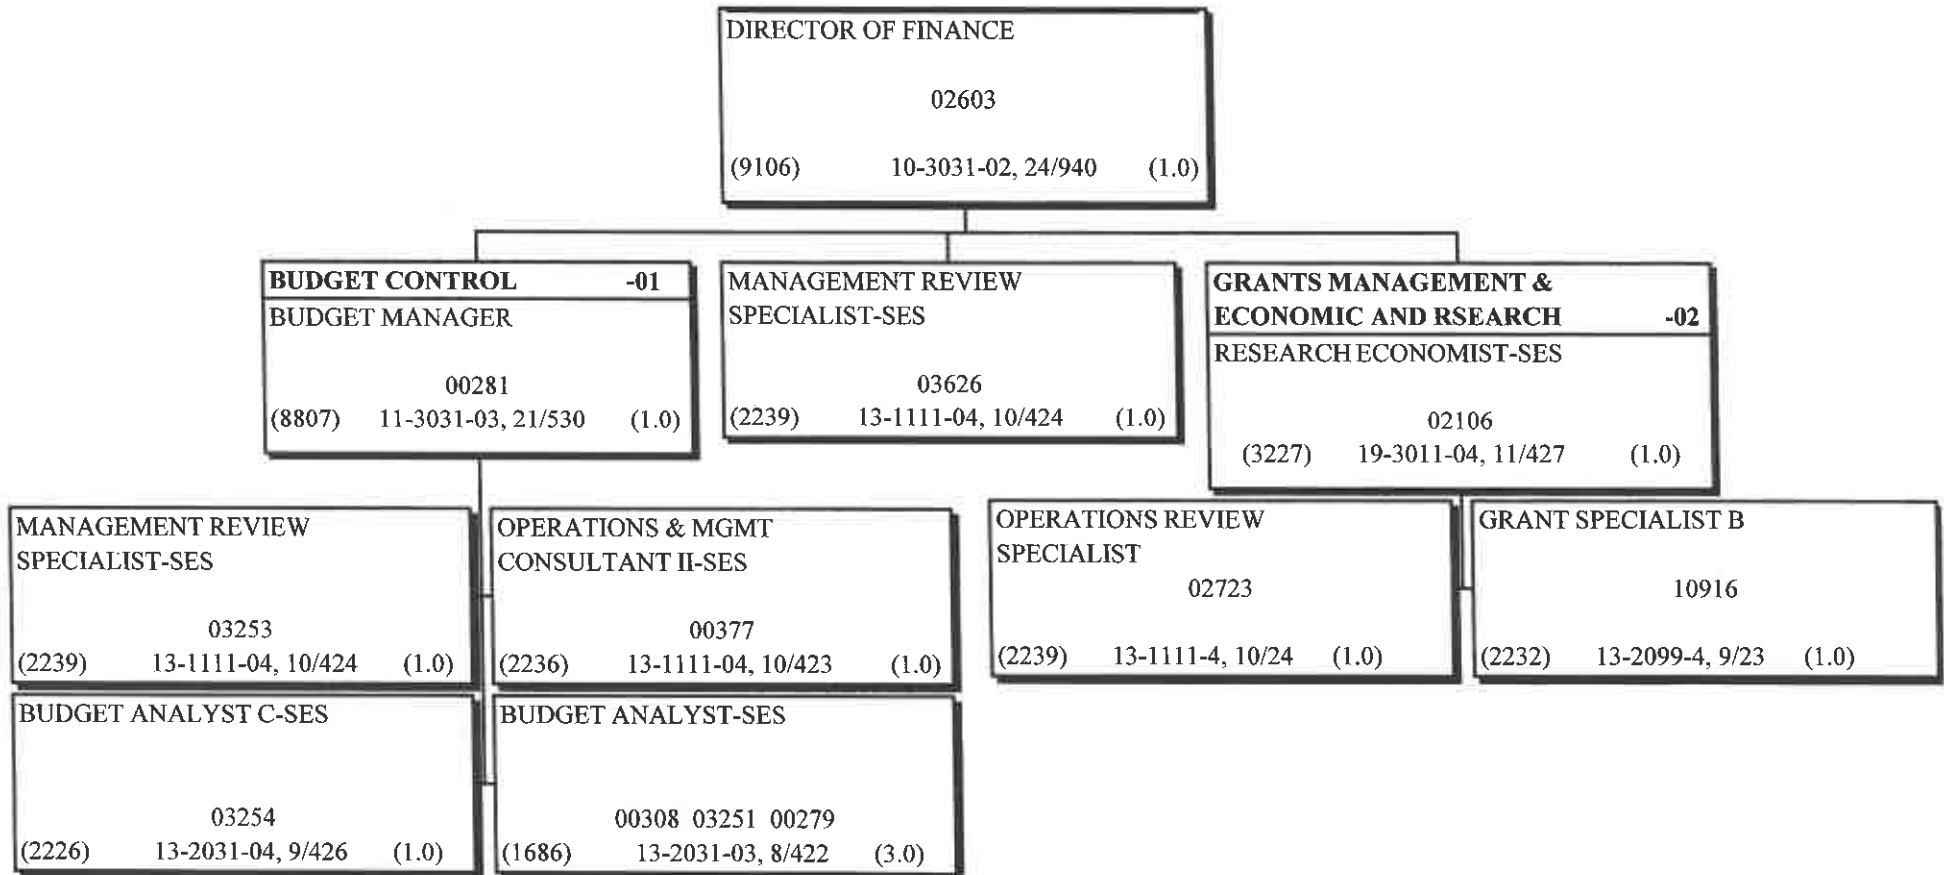 DIRECTOR OF FINANCE
02603
(9106) 10-3031-02, 24/940 (1.0)
BUDGET CONTROL -01
BUDGET MANAGER
00281
(8807) 11-3031-03, 21/530 (1.0)
MANAGEMENT REVIEW
SPECIALIST-SES
03626
(2239) 13-1111-04, 10/424 (1.0)
GRANTS MANAGEMENT &
ECONOMIC AND RSEARCH -02
RESEARCH ECONOMIST-SES
02106
(3227) 19-3011-04, 11/427 (1.0)
MANAGEMENT REVIEW
SPECIALIST-SES
03253
(2239) 13-1111-04, 10/424 (1.0)
OPERATIONS & MGMT
CONSULTANT II-SES
00377
(2236) 13-1111-04, 10/423 (1.0)
OPERATIONS REVIEW
SPECIALIST
02723
(2239) 13-1111-4, 10/24 (1.0)
GRANT SPECIALIST B
10916
(2232) 13-2099-4, 9/23 (1.0)
BUDGET ANALYST C-SES
03254
(2226) 13-2031-04, 9/426 (1.0)
BUDGET ANALYST-SES
00308 03251 00279
(1686) 13-2031-03, 8/422 (3.0)